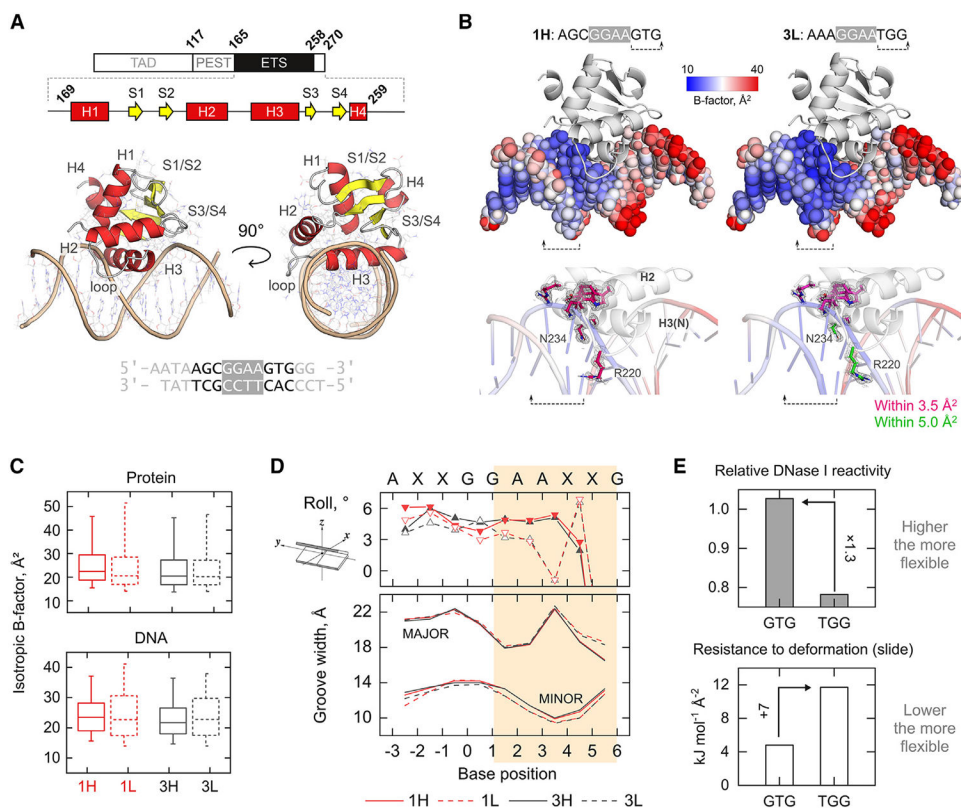 A
117 165 258 270
TAD PEST ETS
169 S1 S2 S3 S4 259
H1 H2 H3 H4
H1 S1/S2
H4
S3/S4
H2
H3
loop
90°
S1/S2
H1
H4
H2
S3/S4
H3
loop
5'-AATAAGCGGAAGTGGG -3'
3'- TATTCGCCTTCACCCT-5'
B
1H: AGCGGAAGTG
3L: AAAGGAATGG
10 40
B-factor, Å²
H2
H3(N)
N234
R220
N234
R220
Within 3.5 Å²
Within 5.0 Å²
C
Protein
50
40
30
20
10
DNA
40
30
20
10
Isotropic B-factor, Å²
1H 1L 3H 3L
D
A X X G G A A X X G
Roll, °
z
x
y
6
3
0
Groove width, Å
22
18
14
10
MAJOR
MINOR
-3 -2 -1 0 1 2 3 4 5 6
Base position
1H 1L 3H 3L
E
Relative DNase I reactivity
1.0
0.9
0.8
×1.3
GTG TGG
Higher
the more
flexible
Resistance to deformation (slide)
kJ mol⁻¹ Å⁻²
12
8
4
0
+7
GTG TGG
Lower
the more
flexible